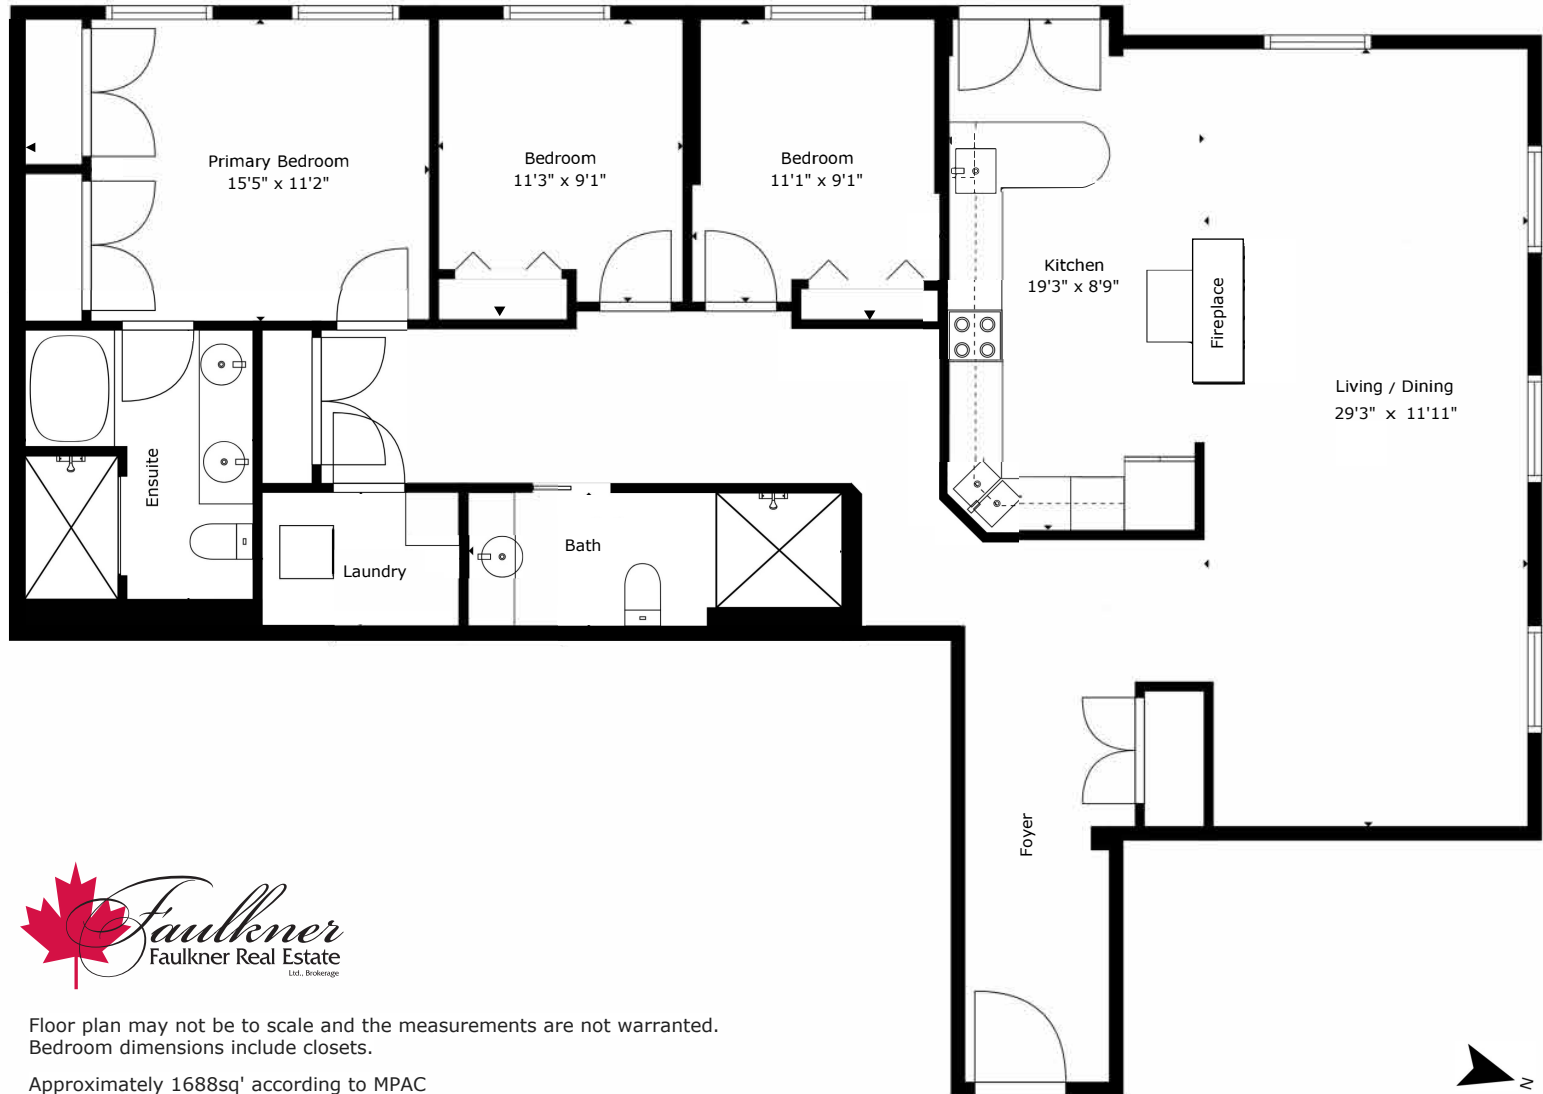 Primary Bedroom
15'5" x 11'2"
Bedroom
11'3" x 9'1"
Bedroom
11'1" x 9'1"
Kitchen
19'3" x 8'9"
Fireplace
Living / Dining
29'3" x 11'11"
Ensuite
Laundry
Bath
Foyer
Faulkner
Faulkner Real Estate
Ltd., Brokerage
Floor plan may not be to scale and the measurements are not warranted.
Bedroom dimensions include closets.
Approximately 1688sq' according to MPAC
N